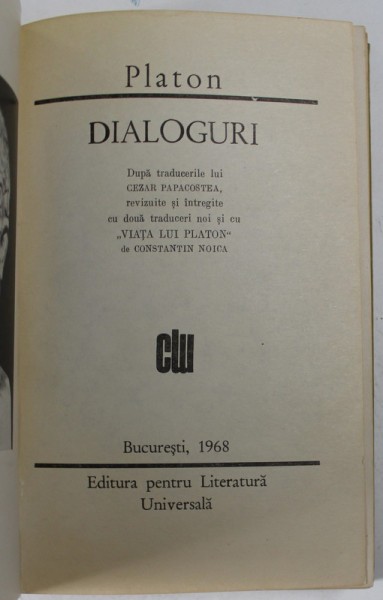 Platon
DIALOGURI
După traducerile lui
CEZAR PAPACOSTEA,
revizuite și întregite
cu două traduceri noi și cu
„VIAȚA LUI PLATON“
de CONSTANTIN NOICA
clu
București, 1968
Editura pentru Literatură
Universală